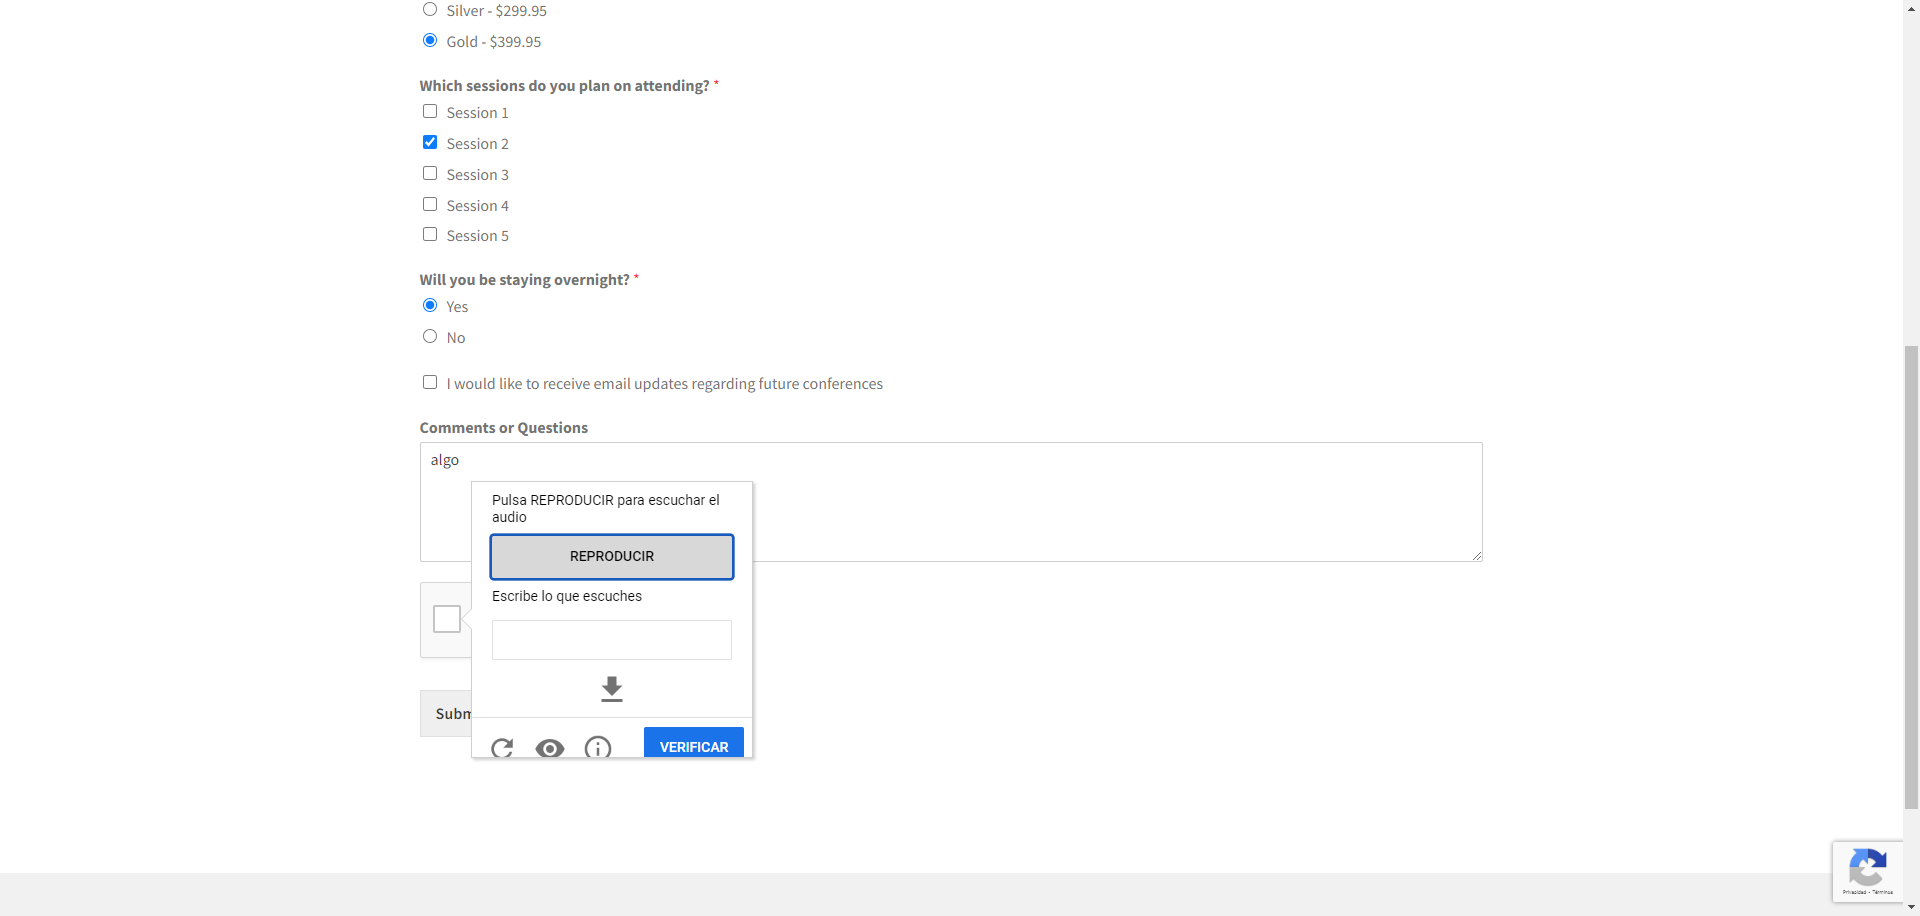 Silver - $299.95
Gold - $399.95
Which sessions do you plan on attending? *
Session 1
Session 2
Session 3
Session 4
Session 5
Will you be staying overnight? *
Yes
No
I would like to receive email updates regarding future conferences
Comments or Questions
algo
Pulsa REPRODUCIR para escuchar el
audio
REPRODUCIR
Escribe lo que escuches
Subm
VERIFICAR
Privacidad - Términos